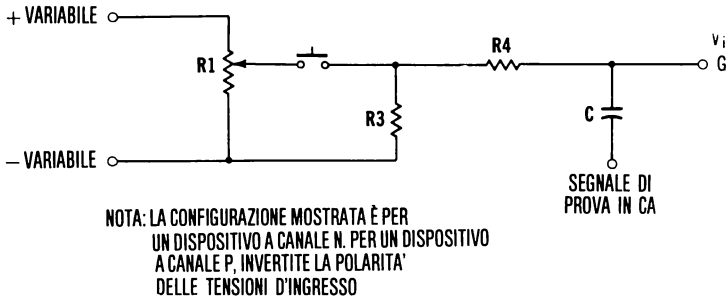 + VARIABILE
R1
R4
Vi
G
R3
C
– VARIABILE
SEGNALE DI
PROVA IN CA
NOTA: LA CONFIGURAZIONE MOSTRATA È PER
UN DISPOSITIVO A CANALE N. PER UN DISPOSITIVO
A CANALE P, INVERTITE LA POLARITA'
DELLE TENSIONI D'INGRESSO